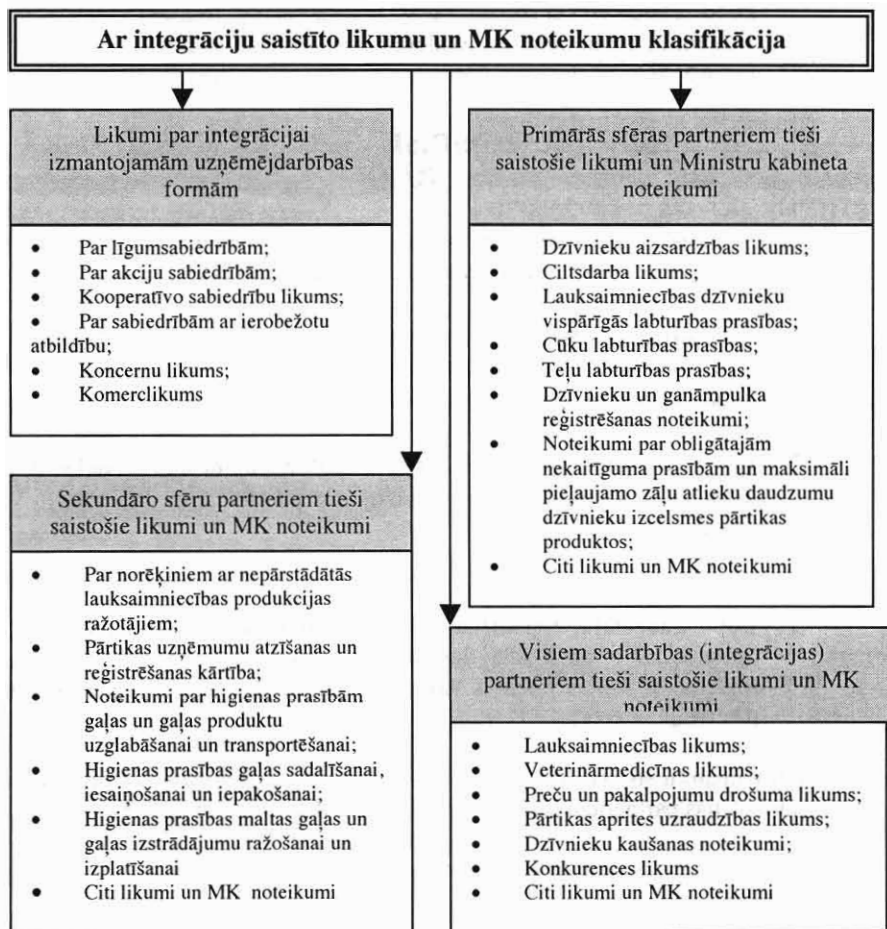 Ar integrāciju saistīto likumu un MK noteikumu klasifikācija
Likumi par integrācijai
izmantojamām uzņēmējdarbības
formām
• Par līgumsabiedrībām;
• Par akciju sabiedrībām;
• Kooperatīvo sabiedrību likums;
• Par sabiedrībām ar ierobežotu
atbildību;
• Koncernu likums;
• Komerclikums
Primārās sfēras partneriem tieši
saistošie likumi un Ministru kabineta
noteikumi
• Dzīvnieku aizsardzības likums;
• Ciltsdarba likums;
• Lauksaimniecības dzīvnieku
vispārīgās labturības prasības;
• Cūku labturības prasības;
• Teļu labturības prasības;
• Dzīvnieku un ganāmpulka
reģistrēšanas noteikumi;
• Noteikumi par obligātajām
nekaitīguma prasībām un maksimāli
pieļaujamo zāļu atlieku daudzumu
dzīvnieku izcelsmes pārtikas
produktos;
• Citi likumi un MK noteikumi
Sekundāro sfēru partneriem tieši
saistošie likumi un MK noteikumi
• Par norēķiniem ar nepārstādātās
lauksaimniecības produkcijas
ražotājiem;
• Pārtikas uzņēmumu atzīšanas un
reģistrēšanas kārtība;
• Noteikumi par higienas prasībām
gaļas un gaļas produktu
uzglabāšanai un transportēšanai;
• Higienas prasības gaļas sadalīšanai,
iesaiņošanai un iepakošanai;
• Higienas prasības maltas gaļas un
gaļas izstrādājumu ražošanai un
izplatīšanai
• Citi likumi un MK noteikumi
Visiem sadarbības (integrācijas)
partneriem tieši saistošie likumi un MK
noteikumi
• Lauksaimniecības likums;
• Veterinārmedicīnas likums;
• Preču un pakalpojumu drošuma likums;
• Pārtikas aprites uzraudzības likums;
• Dzīvnieku kaušanas noteikumi;
• Konkurences likums
• Citi likumi un MK noteikumi